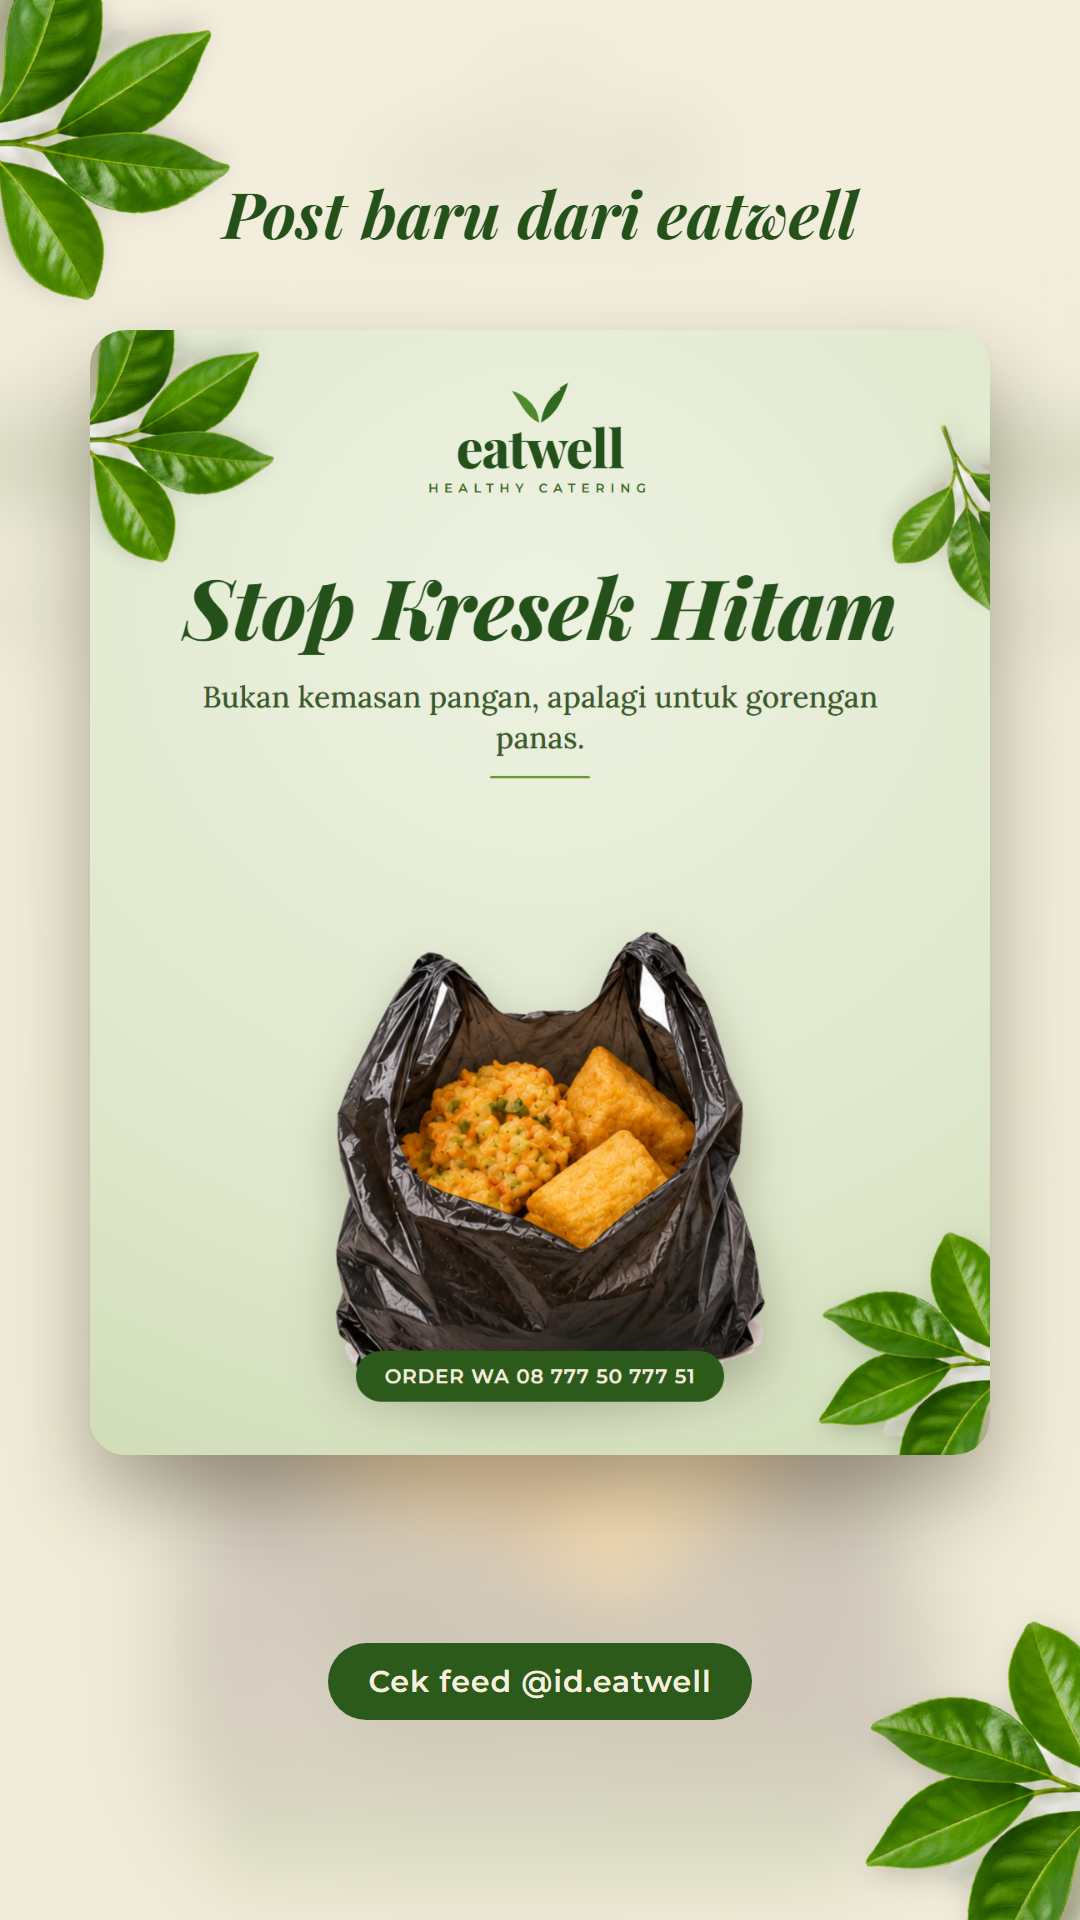 Post baru dari eatwell
eatwell
HEALTHY CATERING
Stop Kresek Hitam
Bukan kemasan pangan, apalagi untuk gorengan
panas.
ORDER WA 08 777 50 777 51
Cek feed @id.eatwell